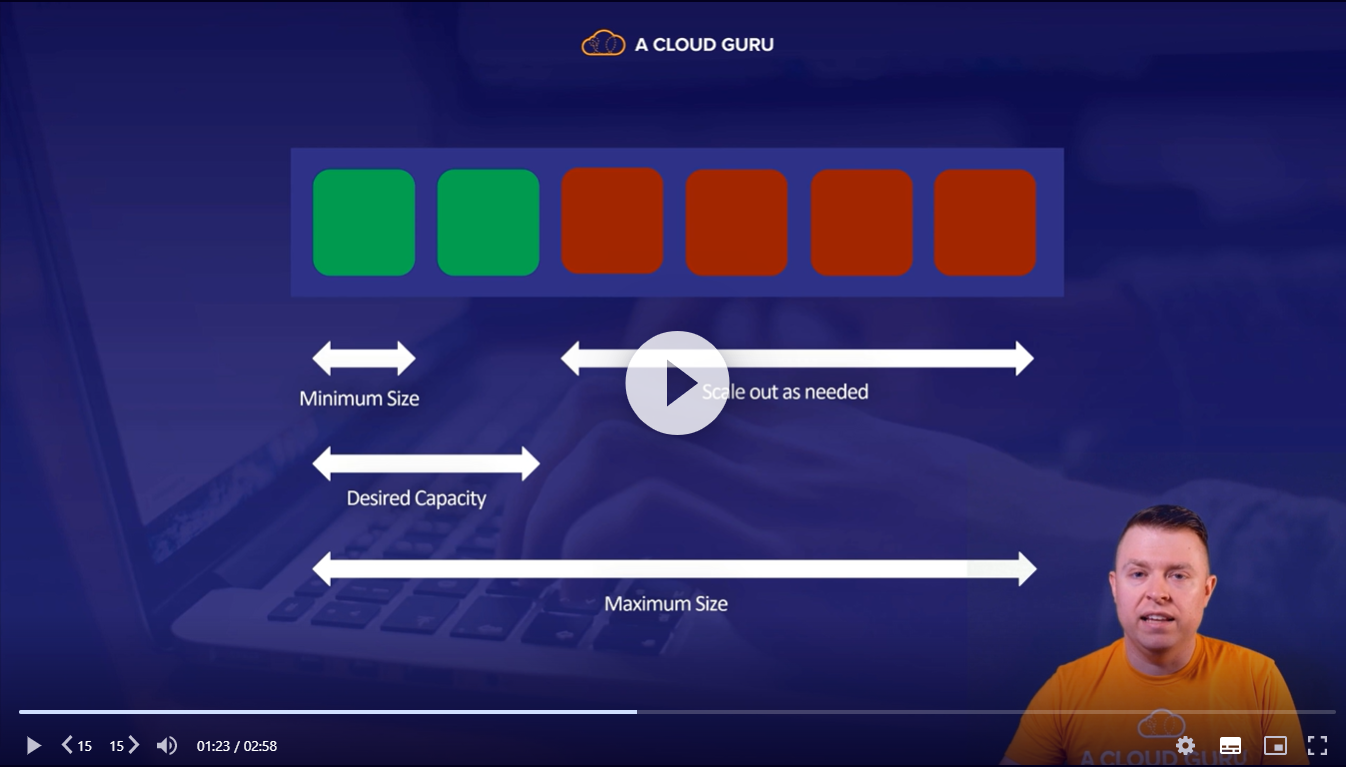 A CLOUD GURU
Minimum Size
Scale out as needed
Desired Capacity
Maximum Size
A CLOUD GURU
15
15
01:23 / 02:58